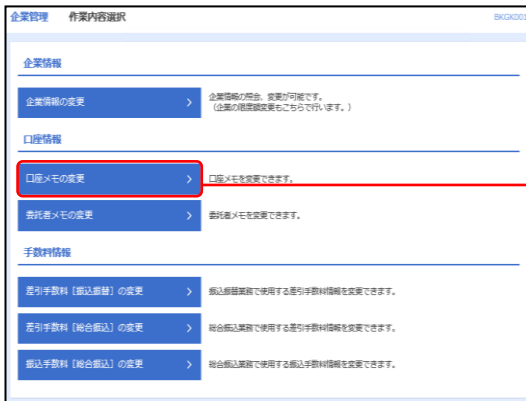 企業管理 作業内容選択 BKGK001
企業情報
企業情報の変更
企業情報の照会、変更が可能です。
(企業の限度額変更もこちらで行います。)
口座情報
口座メモの変更
口座メモを変更できます。
委託者メモの変更
委託者メモを変更できます。
手数料情報
差引手数料[振込振替]の変更
振込振替業務で使用する差引手数料情報を変更できます。
差引手数料[総合振込]の変更
総合振込業務で使用する差引手数料情報を変更できます。
振込手数料[総合振込]の変更
総合振込業務で使用する振込手数料情報を変更できます。